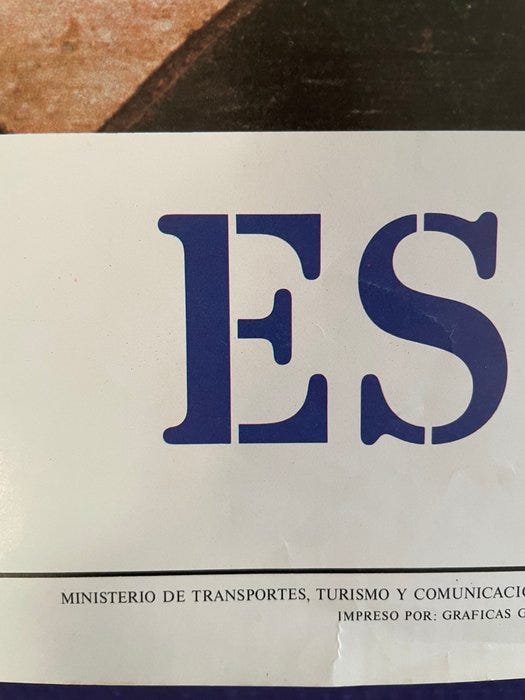 ES
MINISTERIO DE TRANSPORTES, TURISMO Y
IMPRESO POR: GRAFICAS